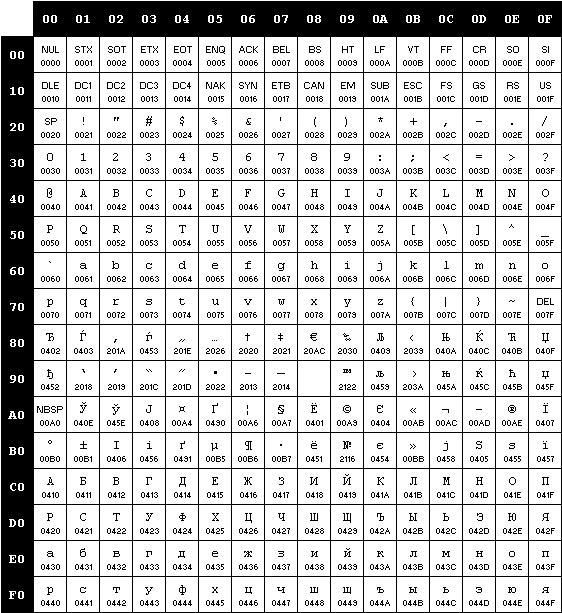 00 01 02 03 04 05 06 07 08 09 0A 0B 0C 0D 0E 0F
00 NUL STX SOT ETX EOT ENQ ACK BEL BS HT LF VT FF CR SO SI
0000 0001 0002 0003 0004 0005 0006 0007 0008 0009 000A 000B 000C 000D 000E 000F
10 DLE DC1 DC2 DC3 DC4 NAK SYN ETB CAN EM SUB ESC FS GS RS US
0010 0011 0012 0013 0014 0015 0016 0017 0018 0019 001A 001B 001C 001D 001E 001F
20 SP ! " # $ % & ' ( ) * + , - . /
0020 0021 0022 0023 0024 0025 0026 0027 0028 0029 002A 002B 002C 002D 002E 002F
30 0 1 2 3 4 5 6 7 8 9 : ; < = > ?
0030 0031 0032 0033 0034 0035 0036 0037 0038 0039 003A 003B 003C 003D 003E 003F
40 @ A B C D E F G H I J K L M N O
0040 0041 0042 0043 0044 0045 0046 0047 0048 0049 004A 004B 004C 004D 004E 004F
50 P Q R S T U V W X Y Z [ \ ] ^ _
0050 0051 0052 0053 0054 0055 0056 0057 0058 0059 005A 005B 005C 005D 005E 005F
60 ` a b c d e f g h i j k l m n o
0060 0061 0062 0063 0064 0065 0066 0067 0068 0069 006A 006B 006C 006D 006E 006F
70 p q r s t u v w x y z { | } ~ DEL
0070 0071 0072 0073 0074 0075 0076 0077 0078 0079 007A 007B 007C 007D 007E 007F
80 Ђ Ѓ ‚ ѓ „ … † ‡ € ‰ Љ ‹ Њ Ќ Ћ Џ
0402 0403 201A 0453 201E 2026 2020 2021 20AC 2030 0409 2039 040A 040C 040B 040F
90 ђ ‘ ’ “ ” • – — ™ љ › њ ќ ћ џ
0452 2018 2019 201C 201D 2022 2013 2014 2122 0459 203A 045A 045C 045B 045F
A0 NBSP Ў ў Ј ¤ Ґ ¦ § Ё © Є « ¬ - ® Ї
00A0 040E 045E 0408 00A4 0490 00A6 00A7 0401 00A9 0404 00AB 00AC 00AD 00AE 0407
B0 ° ± І і ґ µ ¶ · ё № є » ј Ѕ ѕ ї
00B0 00B1 0406 0456 0491 00B5 00B6 00B7 0451 2116 0454 00BB 0458 0405 0455 0457
C0 А Б В Г Д Е Ж З И Й К Л М Н О П
0410 0411 0412 0413 0414 0415 0416 0417 0418 0419 041A 041B 041C 041D 041E 041F
D0 Р С Т У Ф Х Ц Ч Ш Щ Ъ Ы Ь Э Ю Я
0420 0421 0422 0423 0424 0425 0426 0427 0428 0429 042A 042B 042C 042D 042E 042F
E0 а б в г д е ж з и й к л м н о п
0430 0431 0432 0433 0434 0435 0436 0437 0438 0439 043A 043B 043C 043D 043E 043F
F0 р с т у ф х ц ч ш щ ъ ы ь э ю я
0440 0441 0442 0443 0444 0445 0446 0447 0448 0449 044A 044B 044C 044D 044E 044F